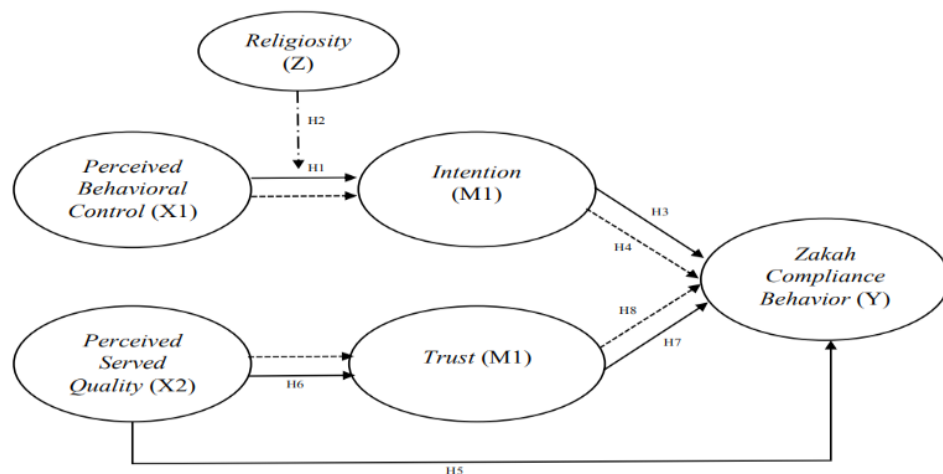 Religiosity
(Z)
H2
H1
Perceived
Behavioral
Control (X1)
Intention
(M1)
H3
H4
Zakah
Compliance
Behavior (Y)
H8
H7
Perceived
Served
Quality (X2)
H6
Trust (M1)
H5